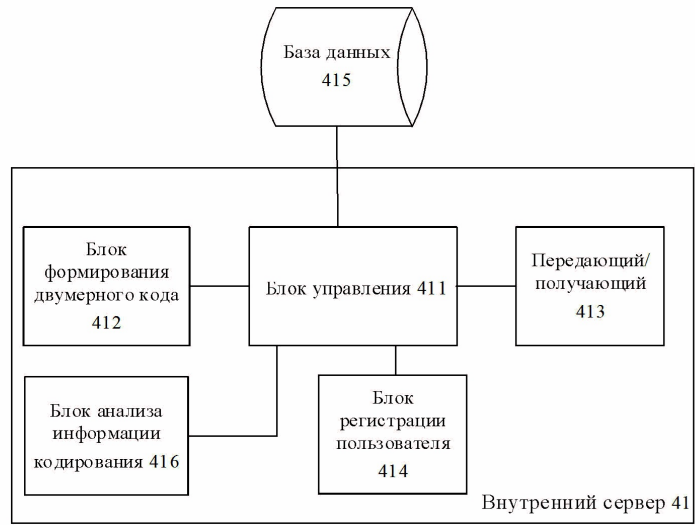 База данных
415
Блок
формирования
двумерного кода
412
Блок управления 411
Передающий/
получающий
413
Блок анализа
информации
кодирования 416
Блок
регистрации
пользователя
414
Внутренний сервер 41